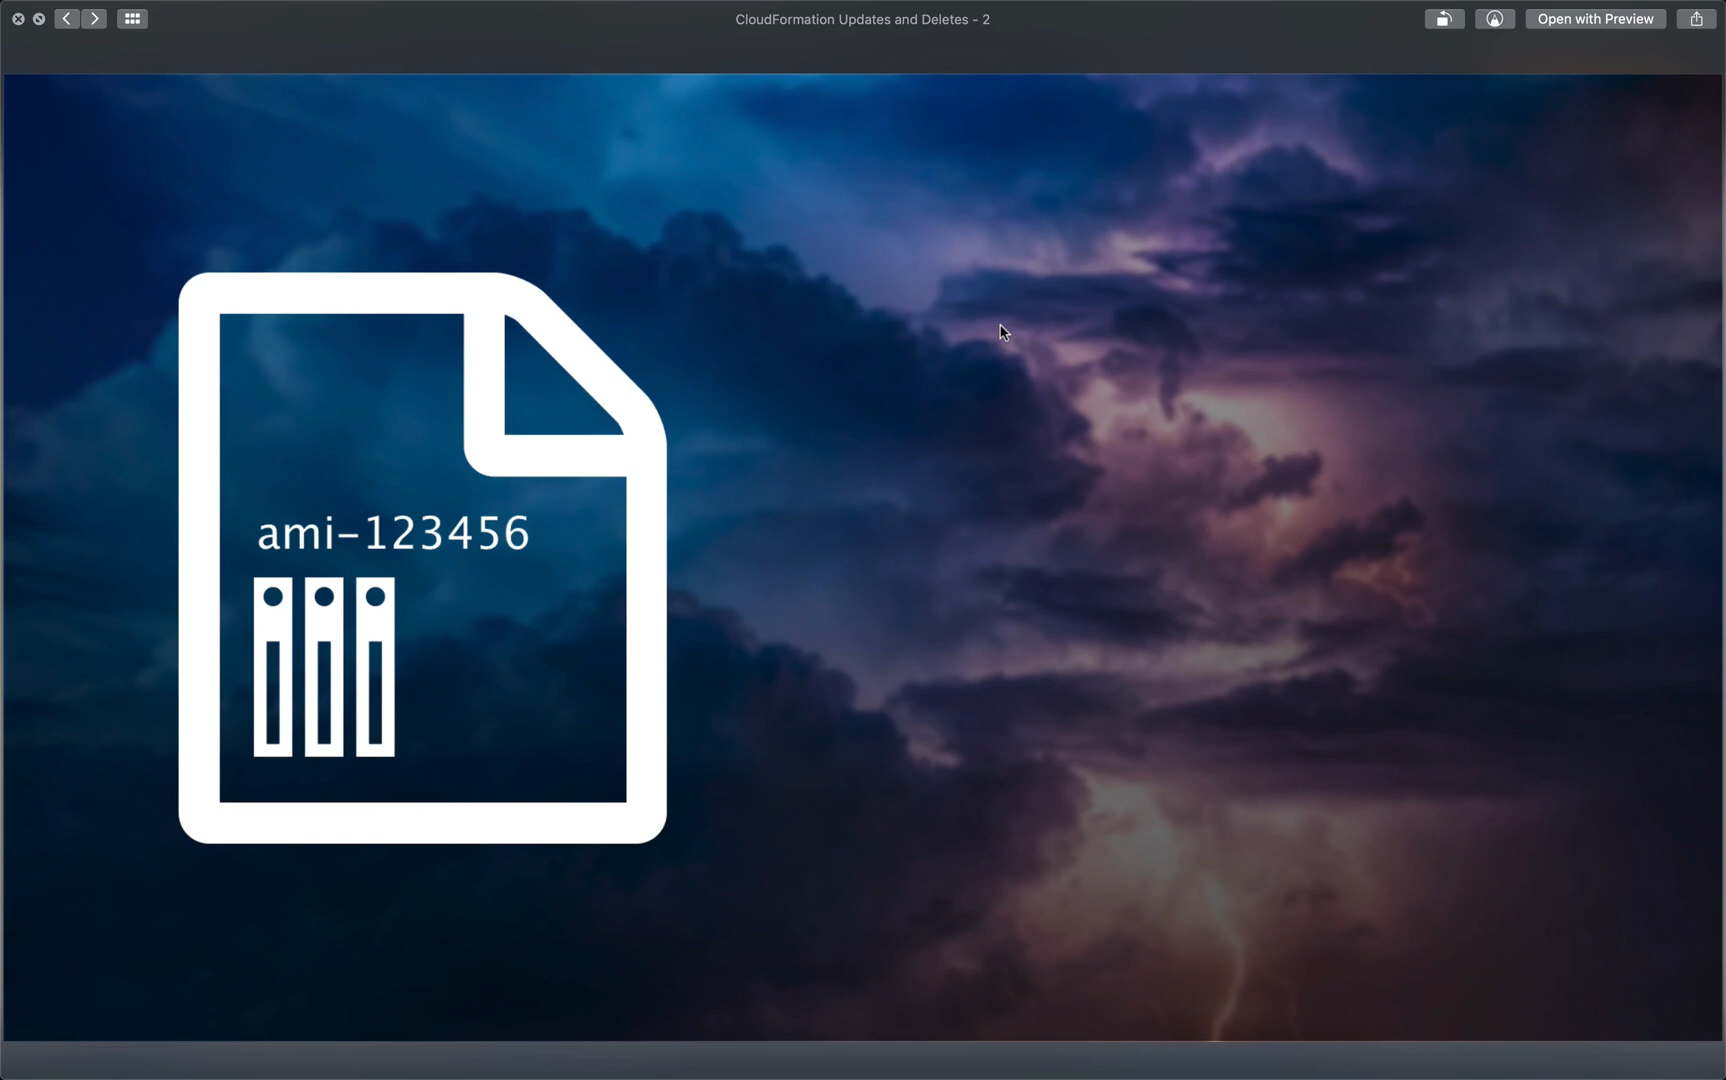 CloudFormation Updates and Deletes - 2
Open with Preview
ami-123456